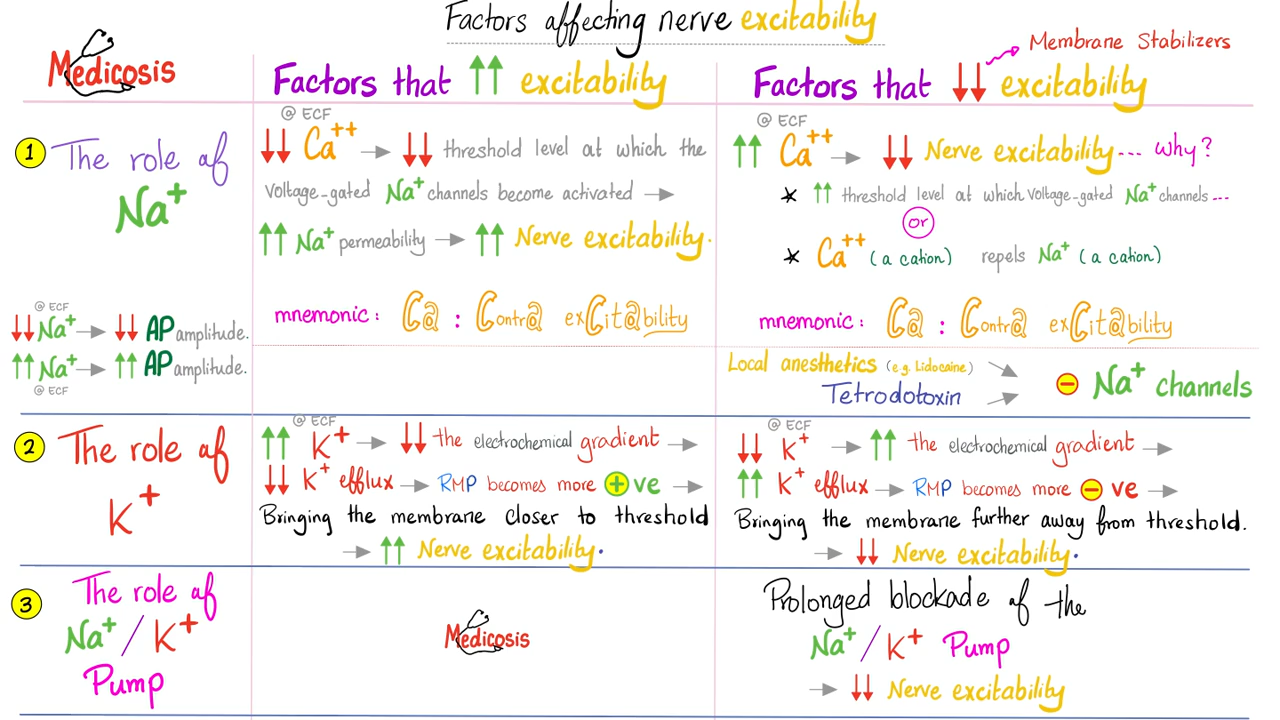 Factors affecting nerve excitability
Medicosis
Factors that ↑↑ excitability
Factors that ↓↓ excitability
Membrane Stabilizers
1 The role of
Na+
@ ECF
↓↓ Na+ → ↓↓ AP amplitude.
↑↑ Na+ → ↑↑ AP amplitude.
@ ECF
@ ECF
↓↓ Ca++ → ↓↓ threshold level at which the
Voltage-gated Na+ channels become activated →
↑↑ Na+ permeability → ↑↑ Nerve excitability.
mnemonic: Ca : Contra exCitability
@ ECF
↑↑ Ca++ → ↓↓ Nerve excitability... why?
* ↑↑ threshold level at which Voltage-gated Na+ channels ...
or
* Ca++ (a cation) repels Na+ (a cation)
mnemonic: Ca : Contra exCitability
Local anesthetics (e.g. Lidocaine)
Tetrodotoxin
⊖ Na+ channels
2 The role of
K+
@ ECF
↑↑ K+ → ↓↓ the electrochemical gradient →
↓↓ K+ efflux → RMP becomes more ⊕ ve →
Bringing the membrane closer to threshold
→ ↑↑ Nerve excitability.
@ ECF
↓↓ K+ → ↑↑ the electrochemical gradient →
↑↑ K+ efflux → RMP becomes more ⊖ ve →
Bringing the membrane further away from threshold.
→ ↓↓ Nerve excitability.
3 The role of
Na+ / K+
Pump
Medicosis
Prolonged blockade of the
Na+ / K+ Pump
→ ↓↓ Nerve excitability